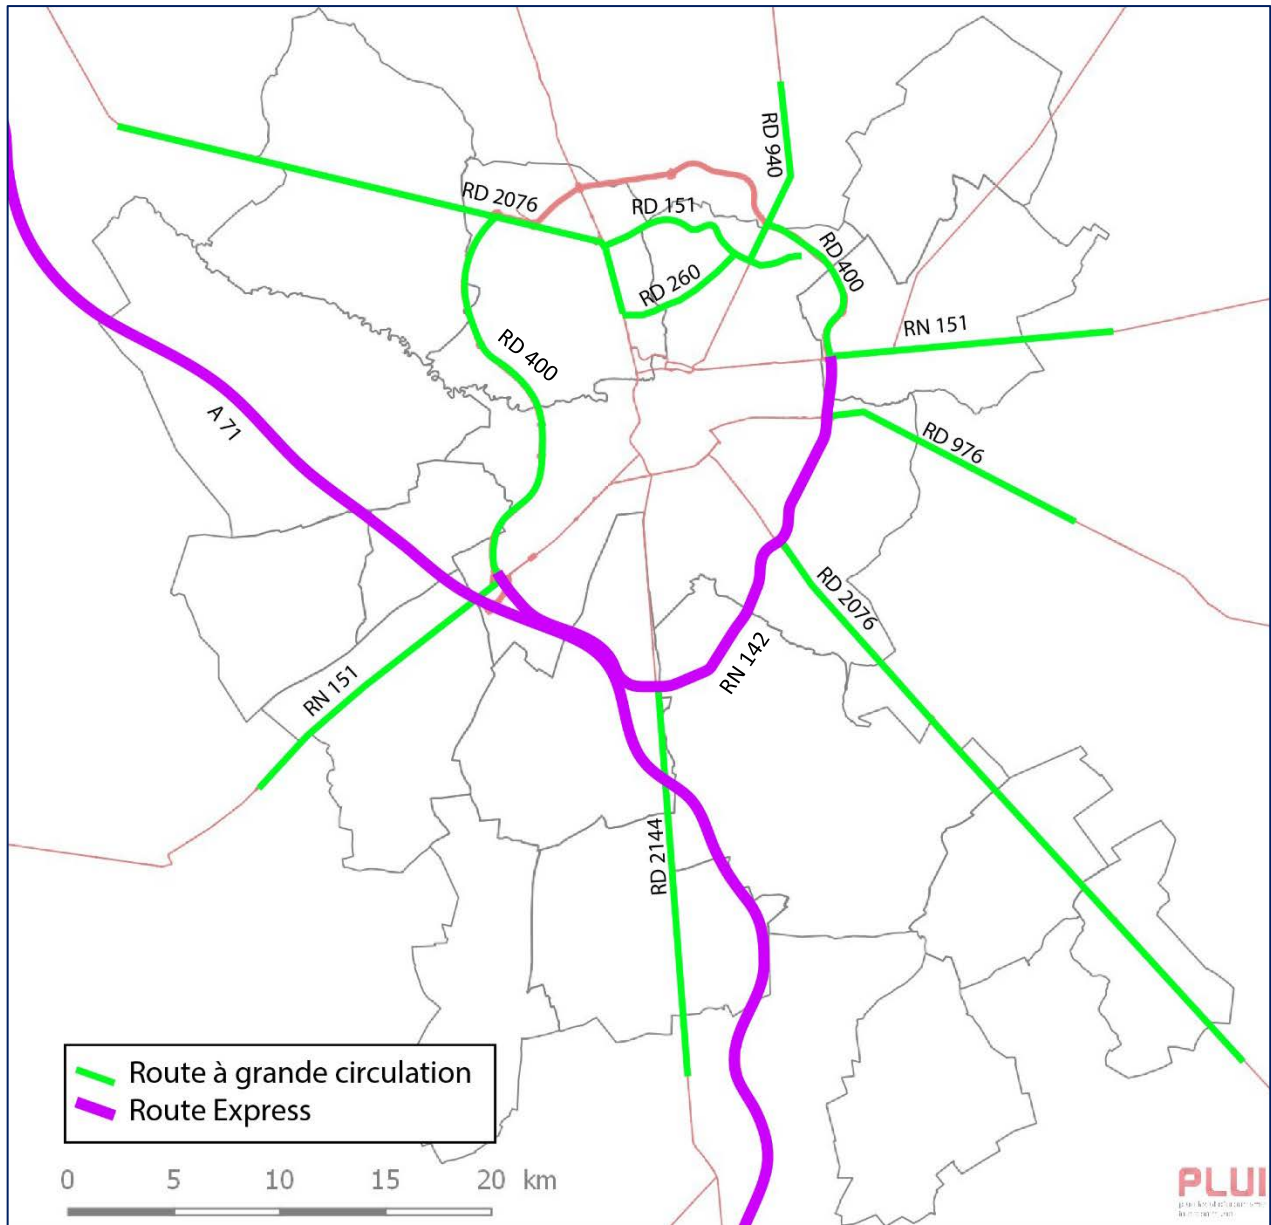 RD 940
RD 2076
RD 151
RD 400
RD 260
RN 151
RD 400
A 71
RD 976
RD 2076
RN 142
RN 151
RD 2144
Route à grande circulation
Route Express
0 5 10 15 20 km
PLUI